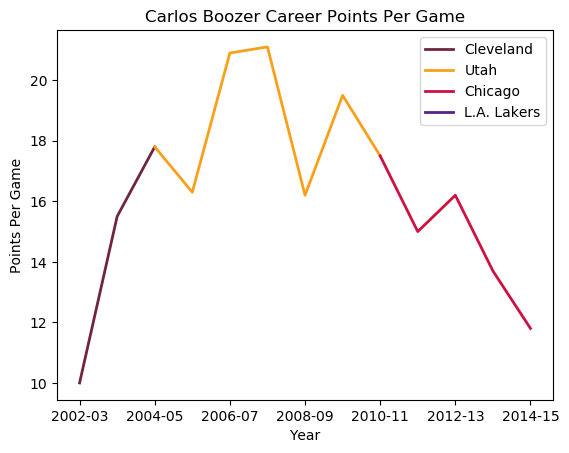 Carlos Boozer Career Points Per Game
Cleveland
Utah
Chicago
L.A. Lakers
20
18
16
14
12
10
Points Per Game
2002-03 2004-05 2006-07 2008-09 2010-11 2012-13 2014-15
Year